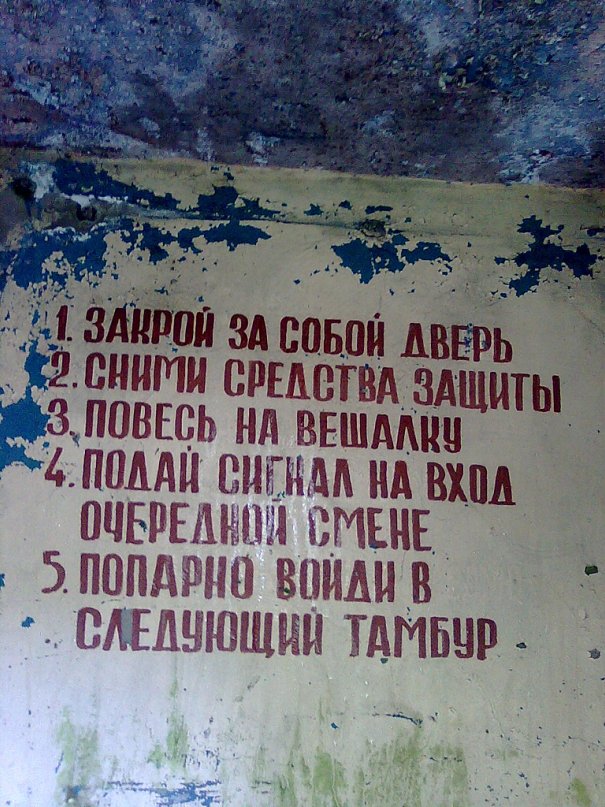 1. ЗАКРОЙ ЗА СОБОЙ ДВЕРЬ
2. СНИМИ СРЕДСТВА ЗАЩИТЫ
3. ПОВЕСЬ НА ВЕШАЛКУ
4. ПОДАЙ СИГНАЛ НА ВХОД
ОЧЕРЕДНОЙ СМЕНЕ
5. ПОПАРНО ВОЙДИ В
СЛЕДУЮЩИЙ ТАМБУР